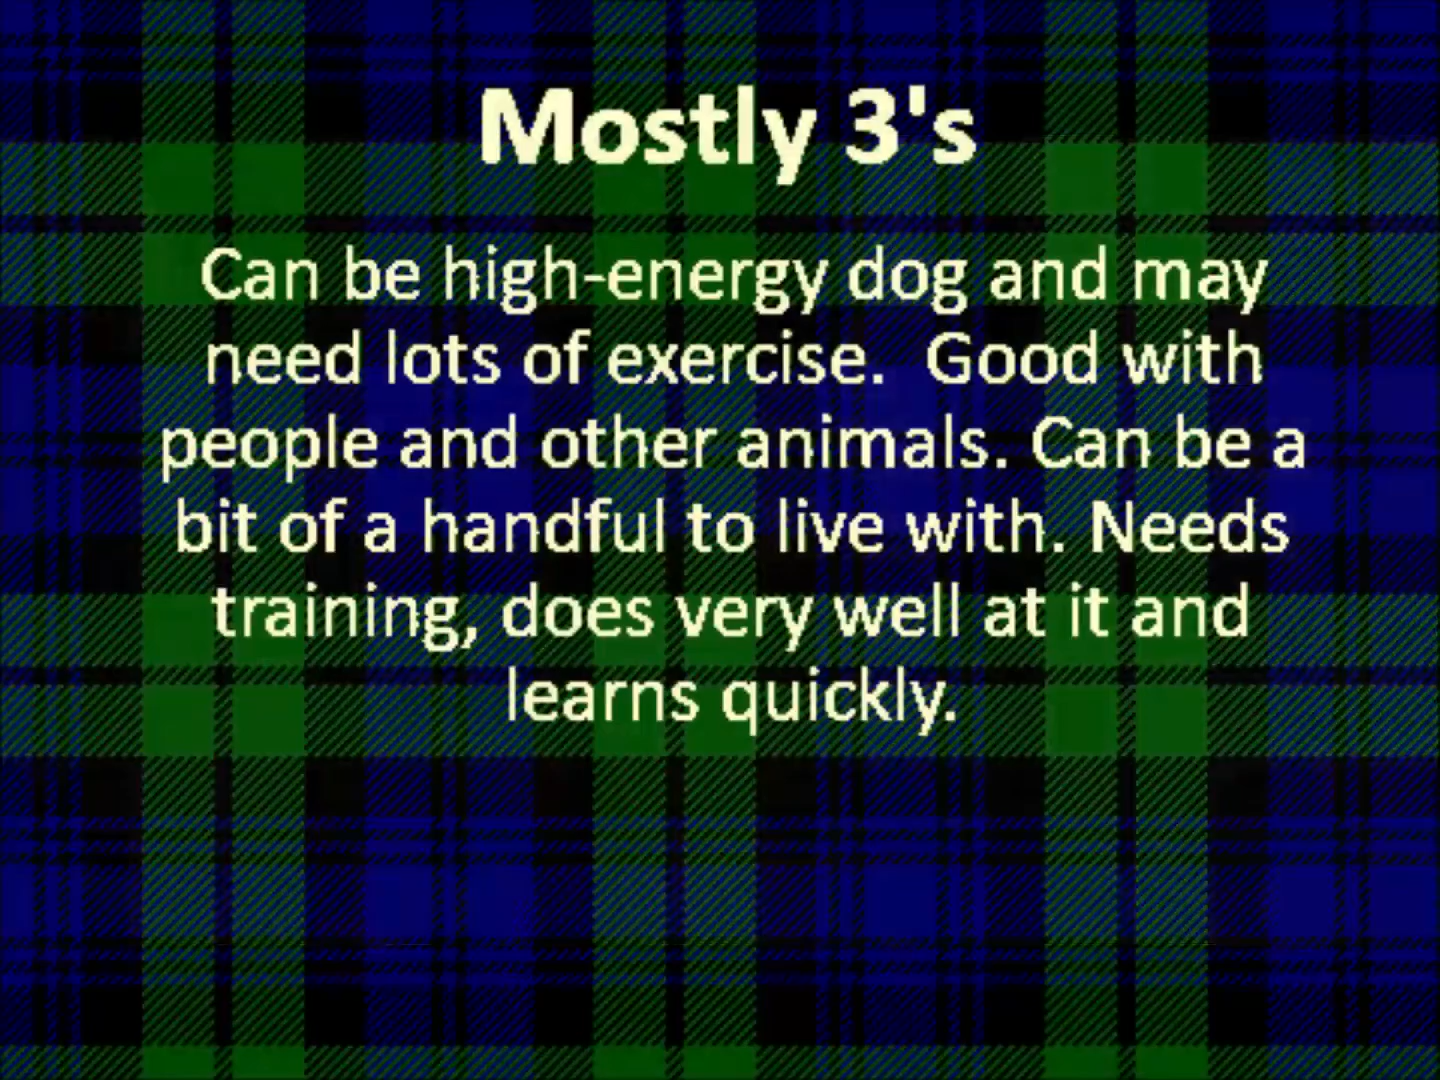 Mostly 3's
Can be high-energy dog and may
need lots of exercise.  Good with
people and other animals. Can be a
bit of a handful to live with. Needs
training, does very well at it and
learns quickly.